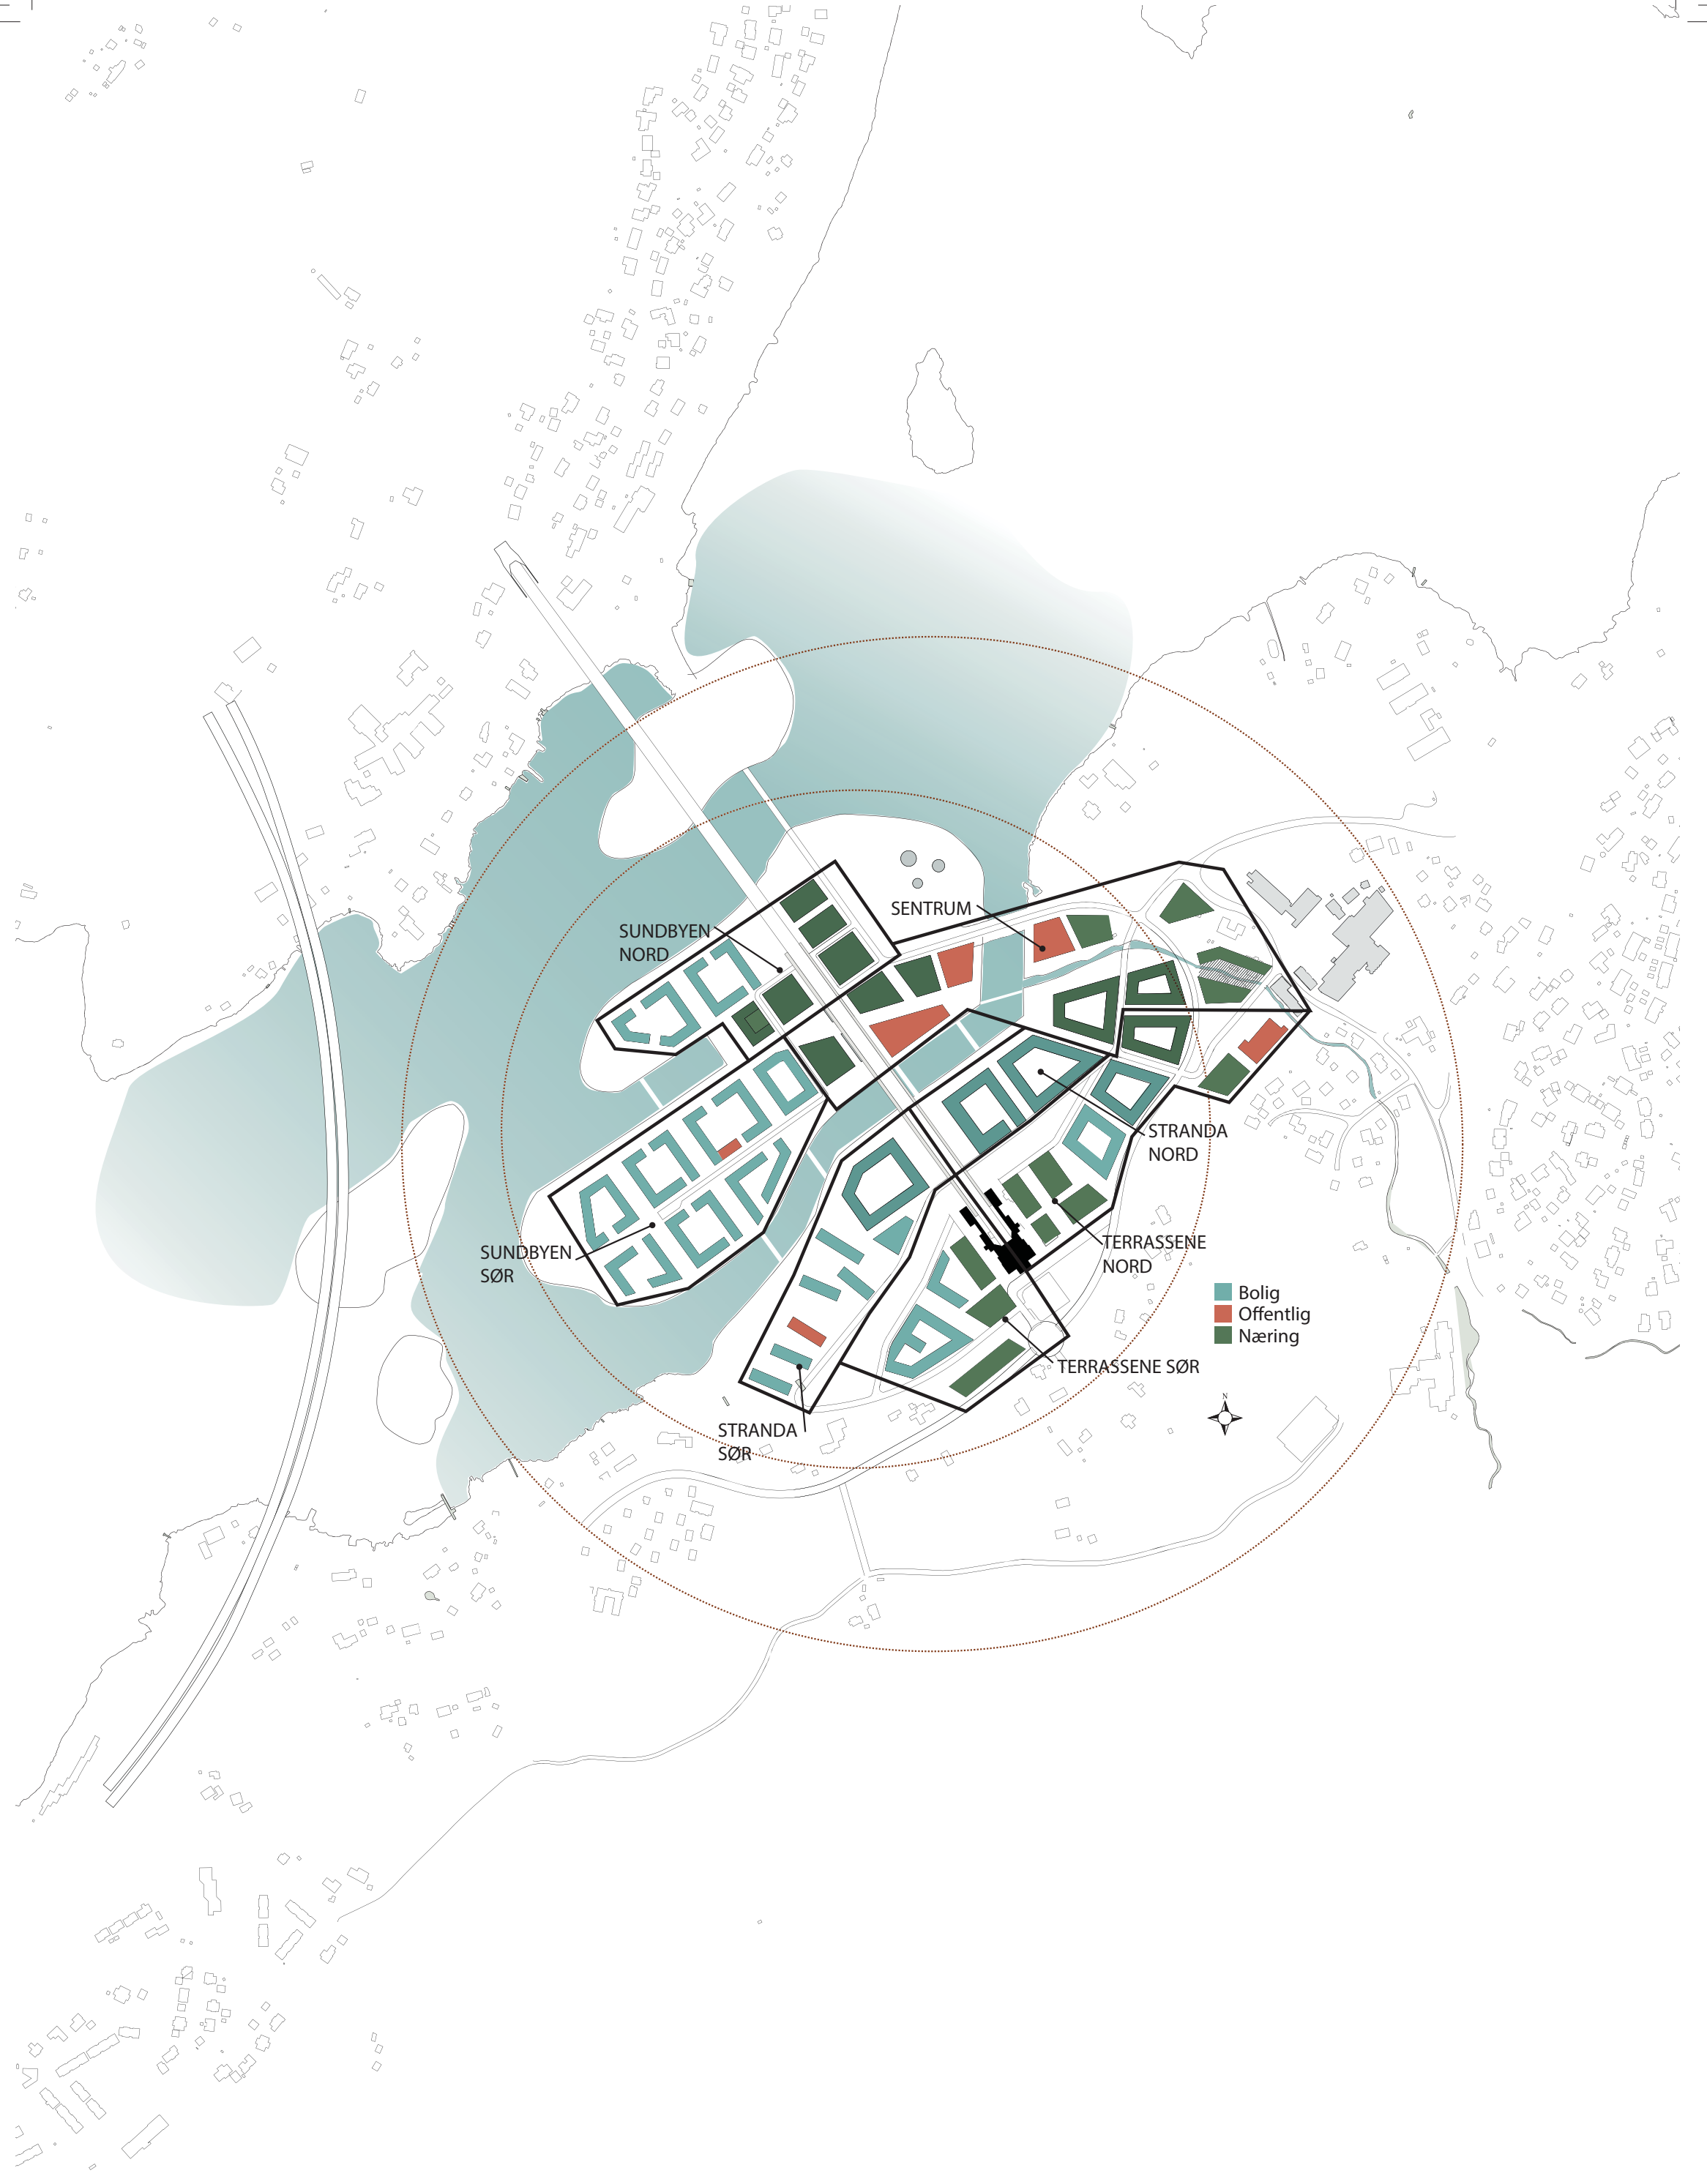 SENTRUM
SUNDBYEN
NORD
STRANDA
NORD
SUNDBYEN
SØR
TERRASSENE
NORD
Bolig
Offentlig
Næring
TERRASSENE SØR
N
STRANDA
SØR